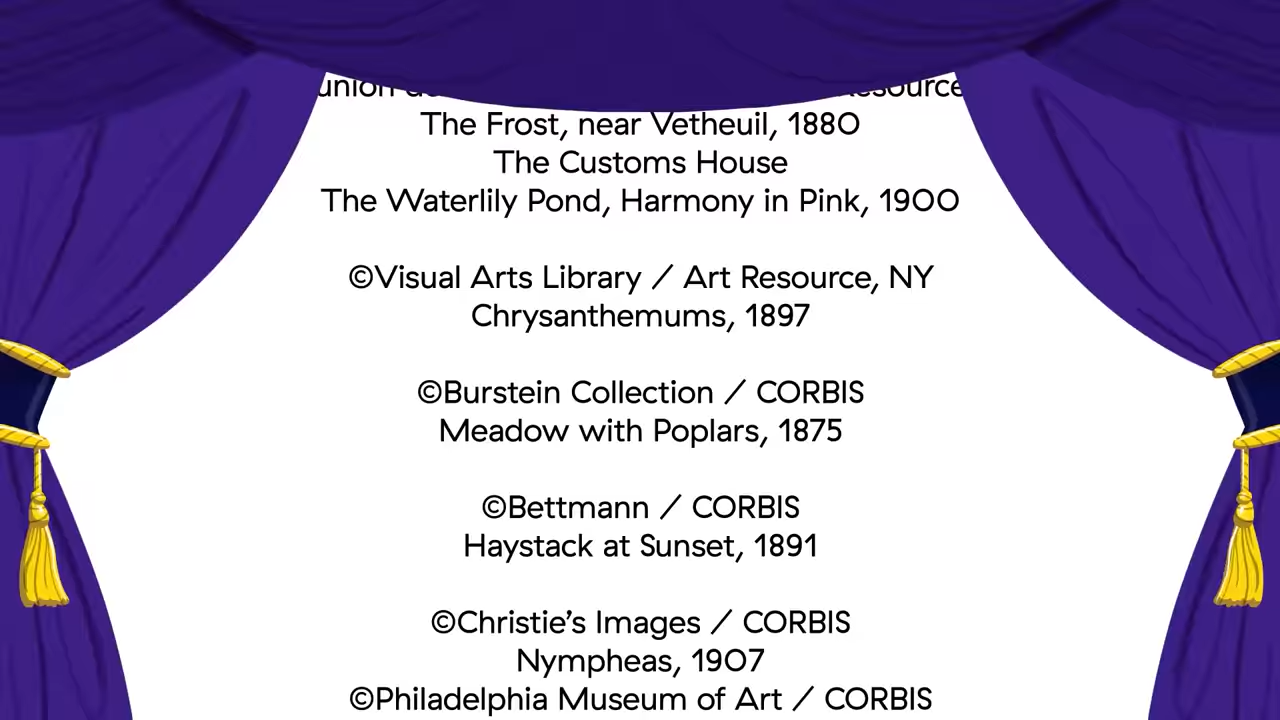 The Frost, near Vetheuil, 1880
The Customs House
The Waterlily Pond, Harmony in Pink, 1900
©Visual Arts Library / Art Resource, NY
Chrysanthemums, 1897
©Burstein Collection / CORBIS
Meadow with Poplars, 1875
©Bettmann / CORBIS
Haystack at Sunset, 1891
©Christie’s Images / CORBIS
Nympheas, 1907
©Philadelphia Museum of Art / CORBIS